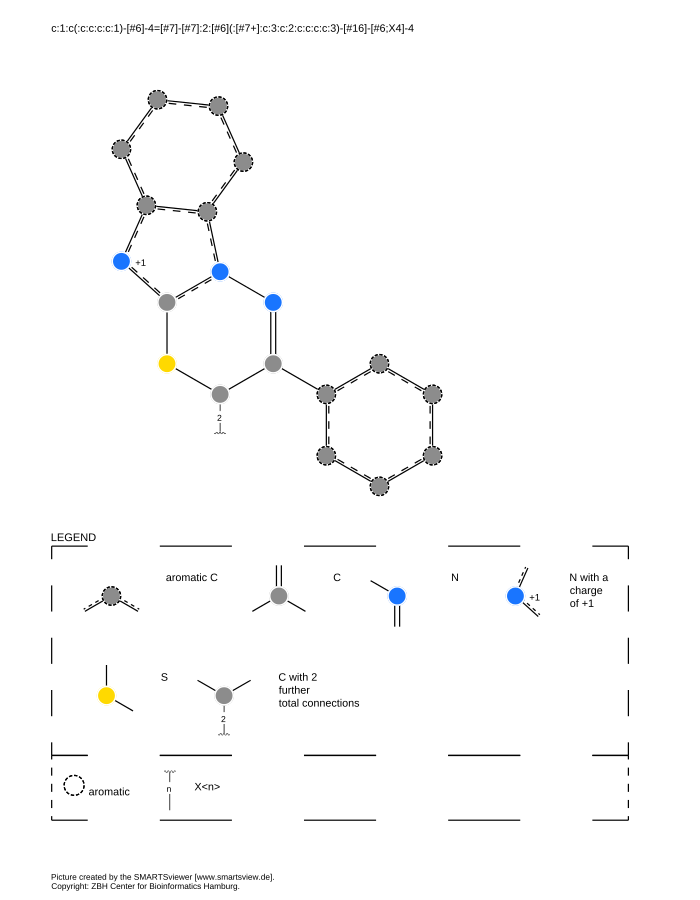 c:1:c(:c:c:c:c:1)-[#6]-4=[#7]-[#7]:2:[#6](:[#7+]:c:3:c:2:c:c:c:c:3)-[#16]-[#6;X4]-4
+1
2
LEGEND
aromatic C
C
N
+1
N with a
charge
of +1
S
2
C with 2
further
total connections
aromatic
n
X<n>
Picture created by the SMARTSviewer [www.smartsview.de].
Copyright: ZBH Center for Bioinformatics Hamburg.